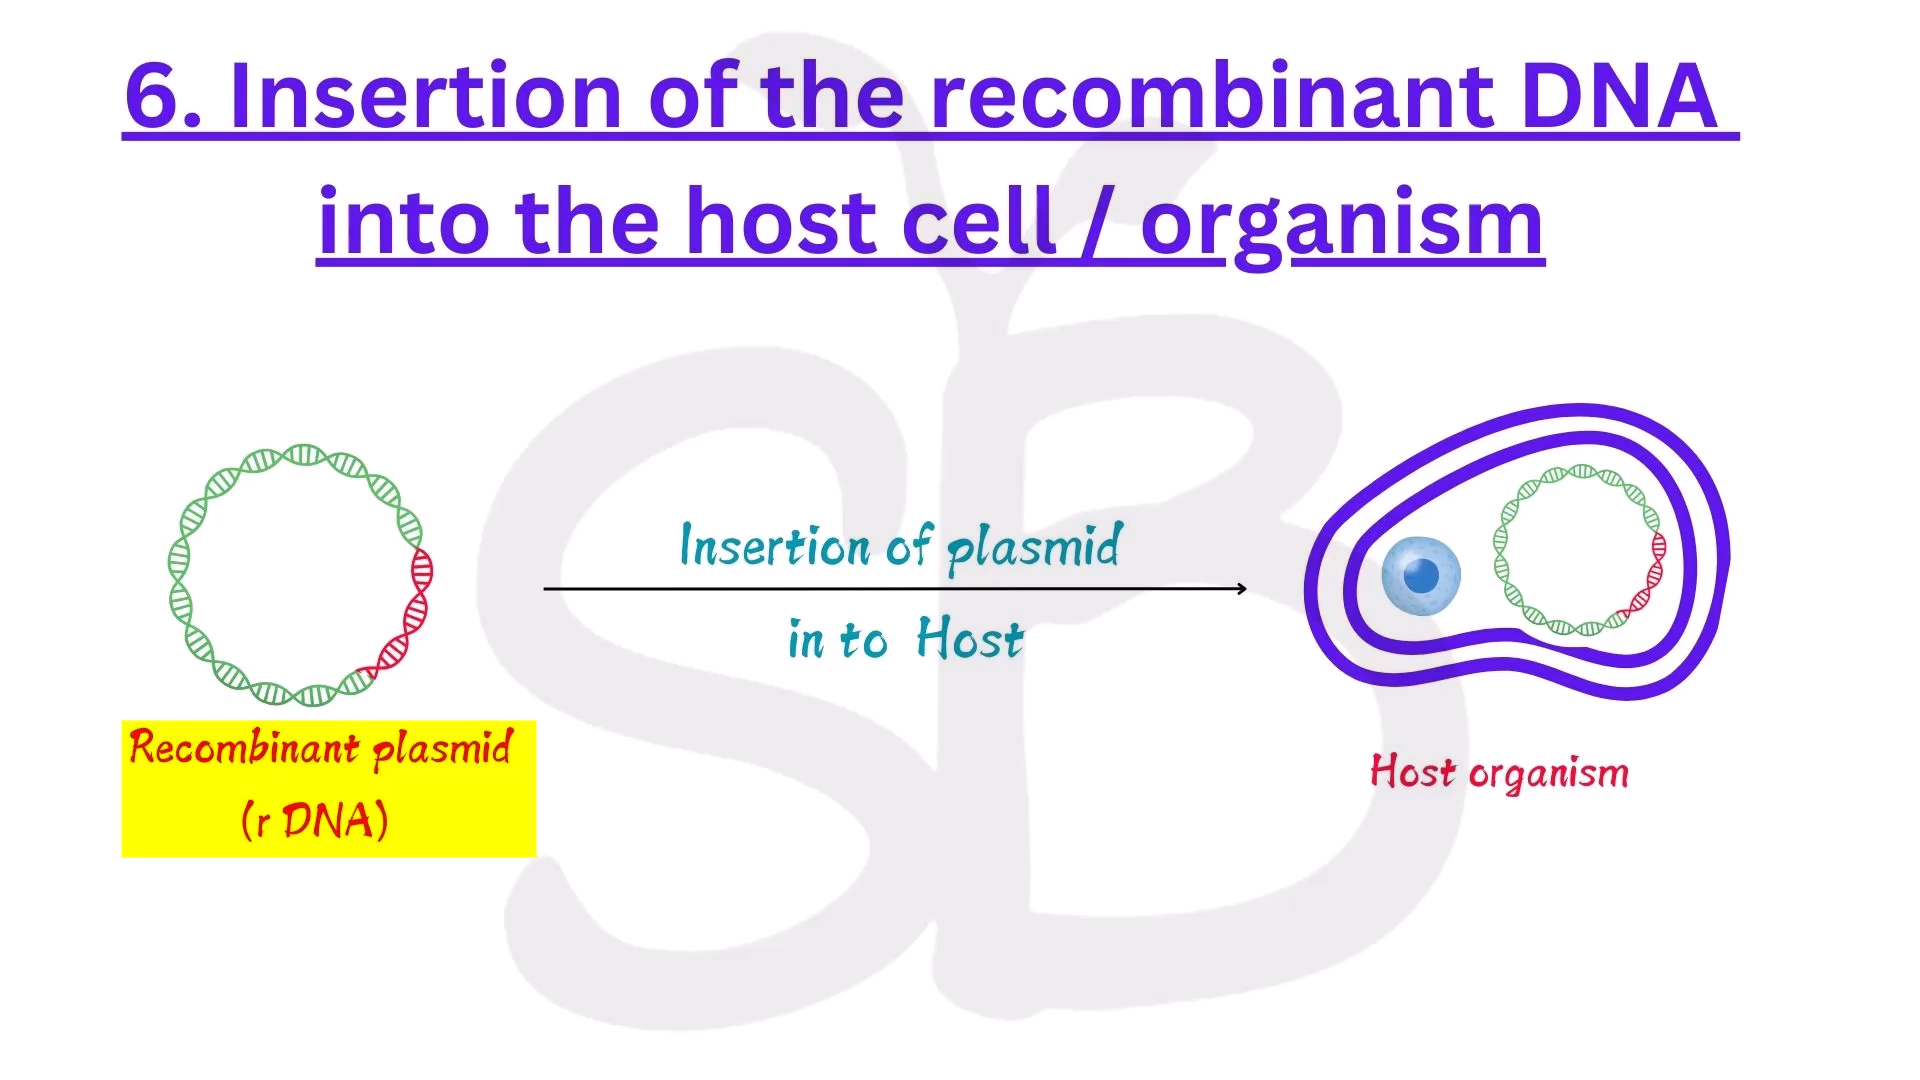 6. Insertion of the recombinant DNA
into the host cell / organism
Insertion of plasmid
in to Host
Recombinant plasmid
(r DNA)
Host organism
SB